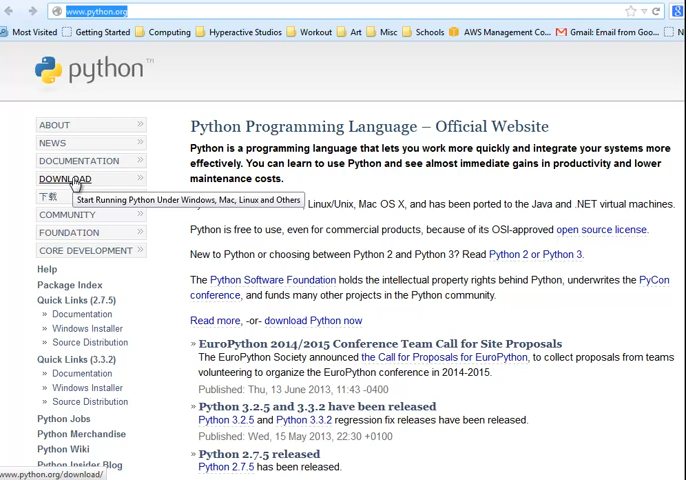 www.python.org
Most Visited Getting Started Computing Hyperactive Studios Workout Art Misc Schools AWS Management Co... Gmail: Email from Goo...
python™
ABOUT »
NEWS »
DOCUMENTATION »
DOWNLOAD »
下载
COMMUNITY »
FOUNDATION »
CORE DEVELOPMENT »
Help
Package Index
Quick Links (2.7.5)
» Documentation
» Windows Installer
» Source Distribution
Quick Links (3.3.2)
» Documentation
» Windows Installer
» Source Distribution
Python Jobs
Python Merchandise
Python Wiki
Python Insider Blog
www.python.org/download/
Start Running Python Under Windows, Mac, Linux and Others
Python Programming Language – Official Website
Python is a programming language that lets you work more quickly and integrate your systems more
effectively. You can learn to use Python and see almost immediate gains in productivity and lower
maintenance costs.
Linux/Unix, Mac OS X, and has been ported to the Java and .NET virtual machines.
Python is free to use, even for commercial products, because of its OSI-approved open source license.
New to Python or choosing between Python 2 and Python 3? Read Python 2 or Python 3.
The Python Software Foundation holds the intellectual property rights behind Python, underwrites the PyCon
conference, and funds many other projects in the Python community.
Read more, -or- download Python now
» EuroPython 2014/2015 Conference Team Call for Site Proposals
The EuroPython Society announced the Call for Proposals for EuroPython, to collect proposals from teams
volunteering to organize the EuroPython conference in 2014-2015.
Published: Thu, 13 June 2013, 11:43 -0400
» Python 3.2.5 and 3.3.2 have been released
Python 3.2.5 and Python 3.3.2 regression fix releases have been released.
Published: Wed, 15 May 2013, 22:30 +0100
» Python 2.7.5 released
Python 2.7.5 has been released.